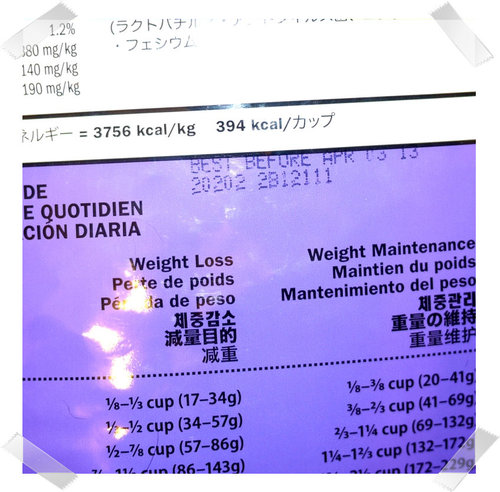 1.2%
380 mg/kg
140 mg/kg
190 mg/kg
・フェシウム
ネルギー = 3756 kcal/kg 394 kcal/カップ
BEST BEFORE APR 03 13
20202 2B12111
DE
E QUOTIDIEN
CIÓN DIARIA
Weight Loss
Perte de poids
Pérdida de peso
체중감소
減量目的
减重
Weight Maintenance
Maintien du poids
Mantenimiento del peso
체중관리
重量の維持
重量维护
⅛–⅓ cup (17–34g)
⅓–½ cup (34–57g)
½–⅞ cup (57–86g)
(86–143g)
⅛–⅜ cup (20–41g)
⅜–⅔ cup (41–69g)
⅔–1¼ cup (69–132g)
1¼–1⅔ cup (132–172g)
cup (172–229g)